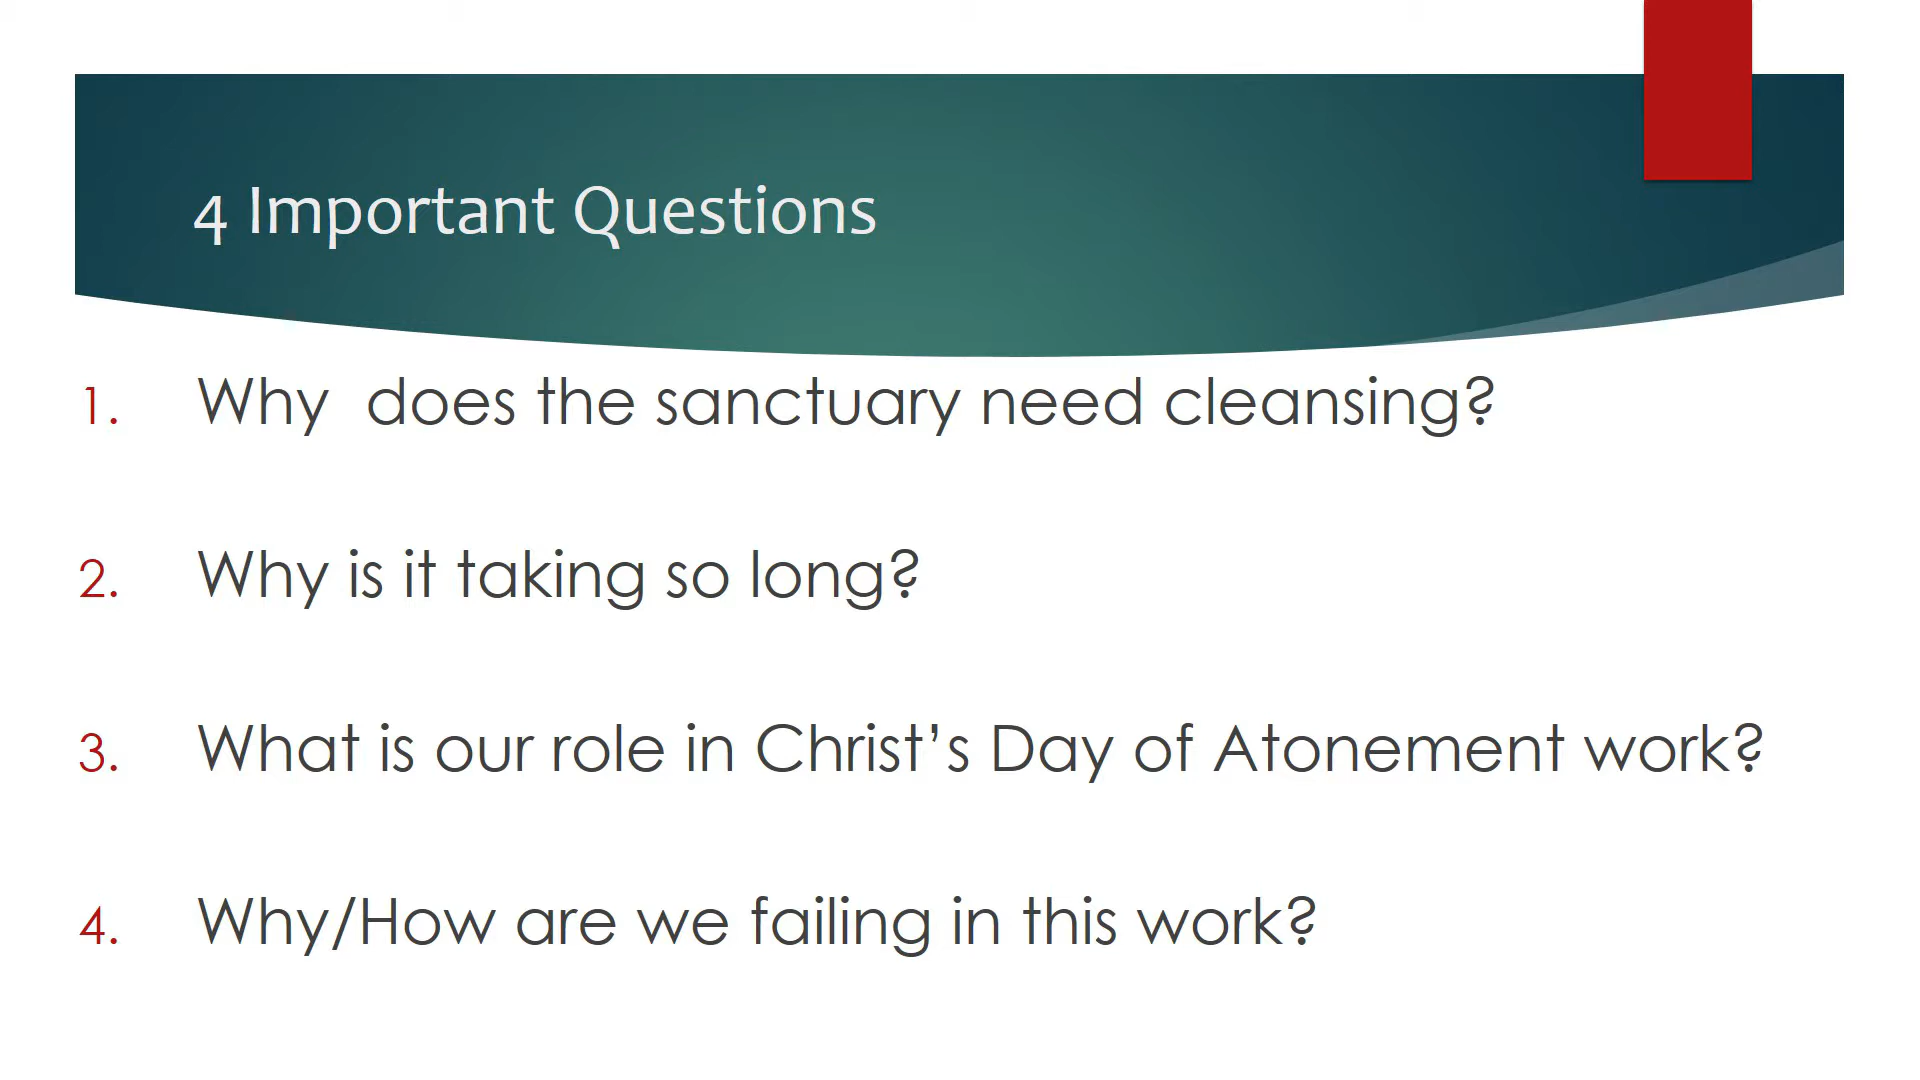 4 Important Questions
1. Why  does the sanctuary need cleansing?
2. Why is it taking so long?
3. What is our role in Christ’s Day of Atonement work?
4. Why/How are we failing in this work?